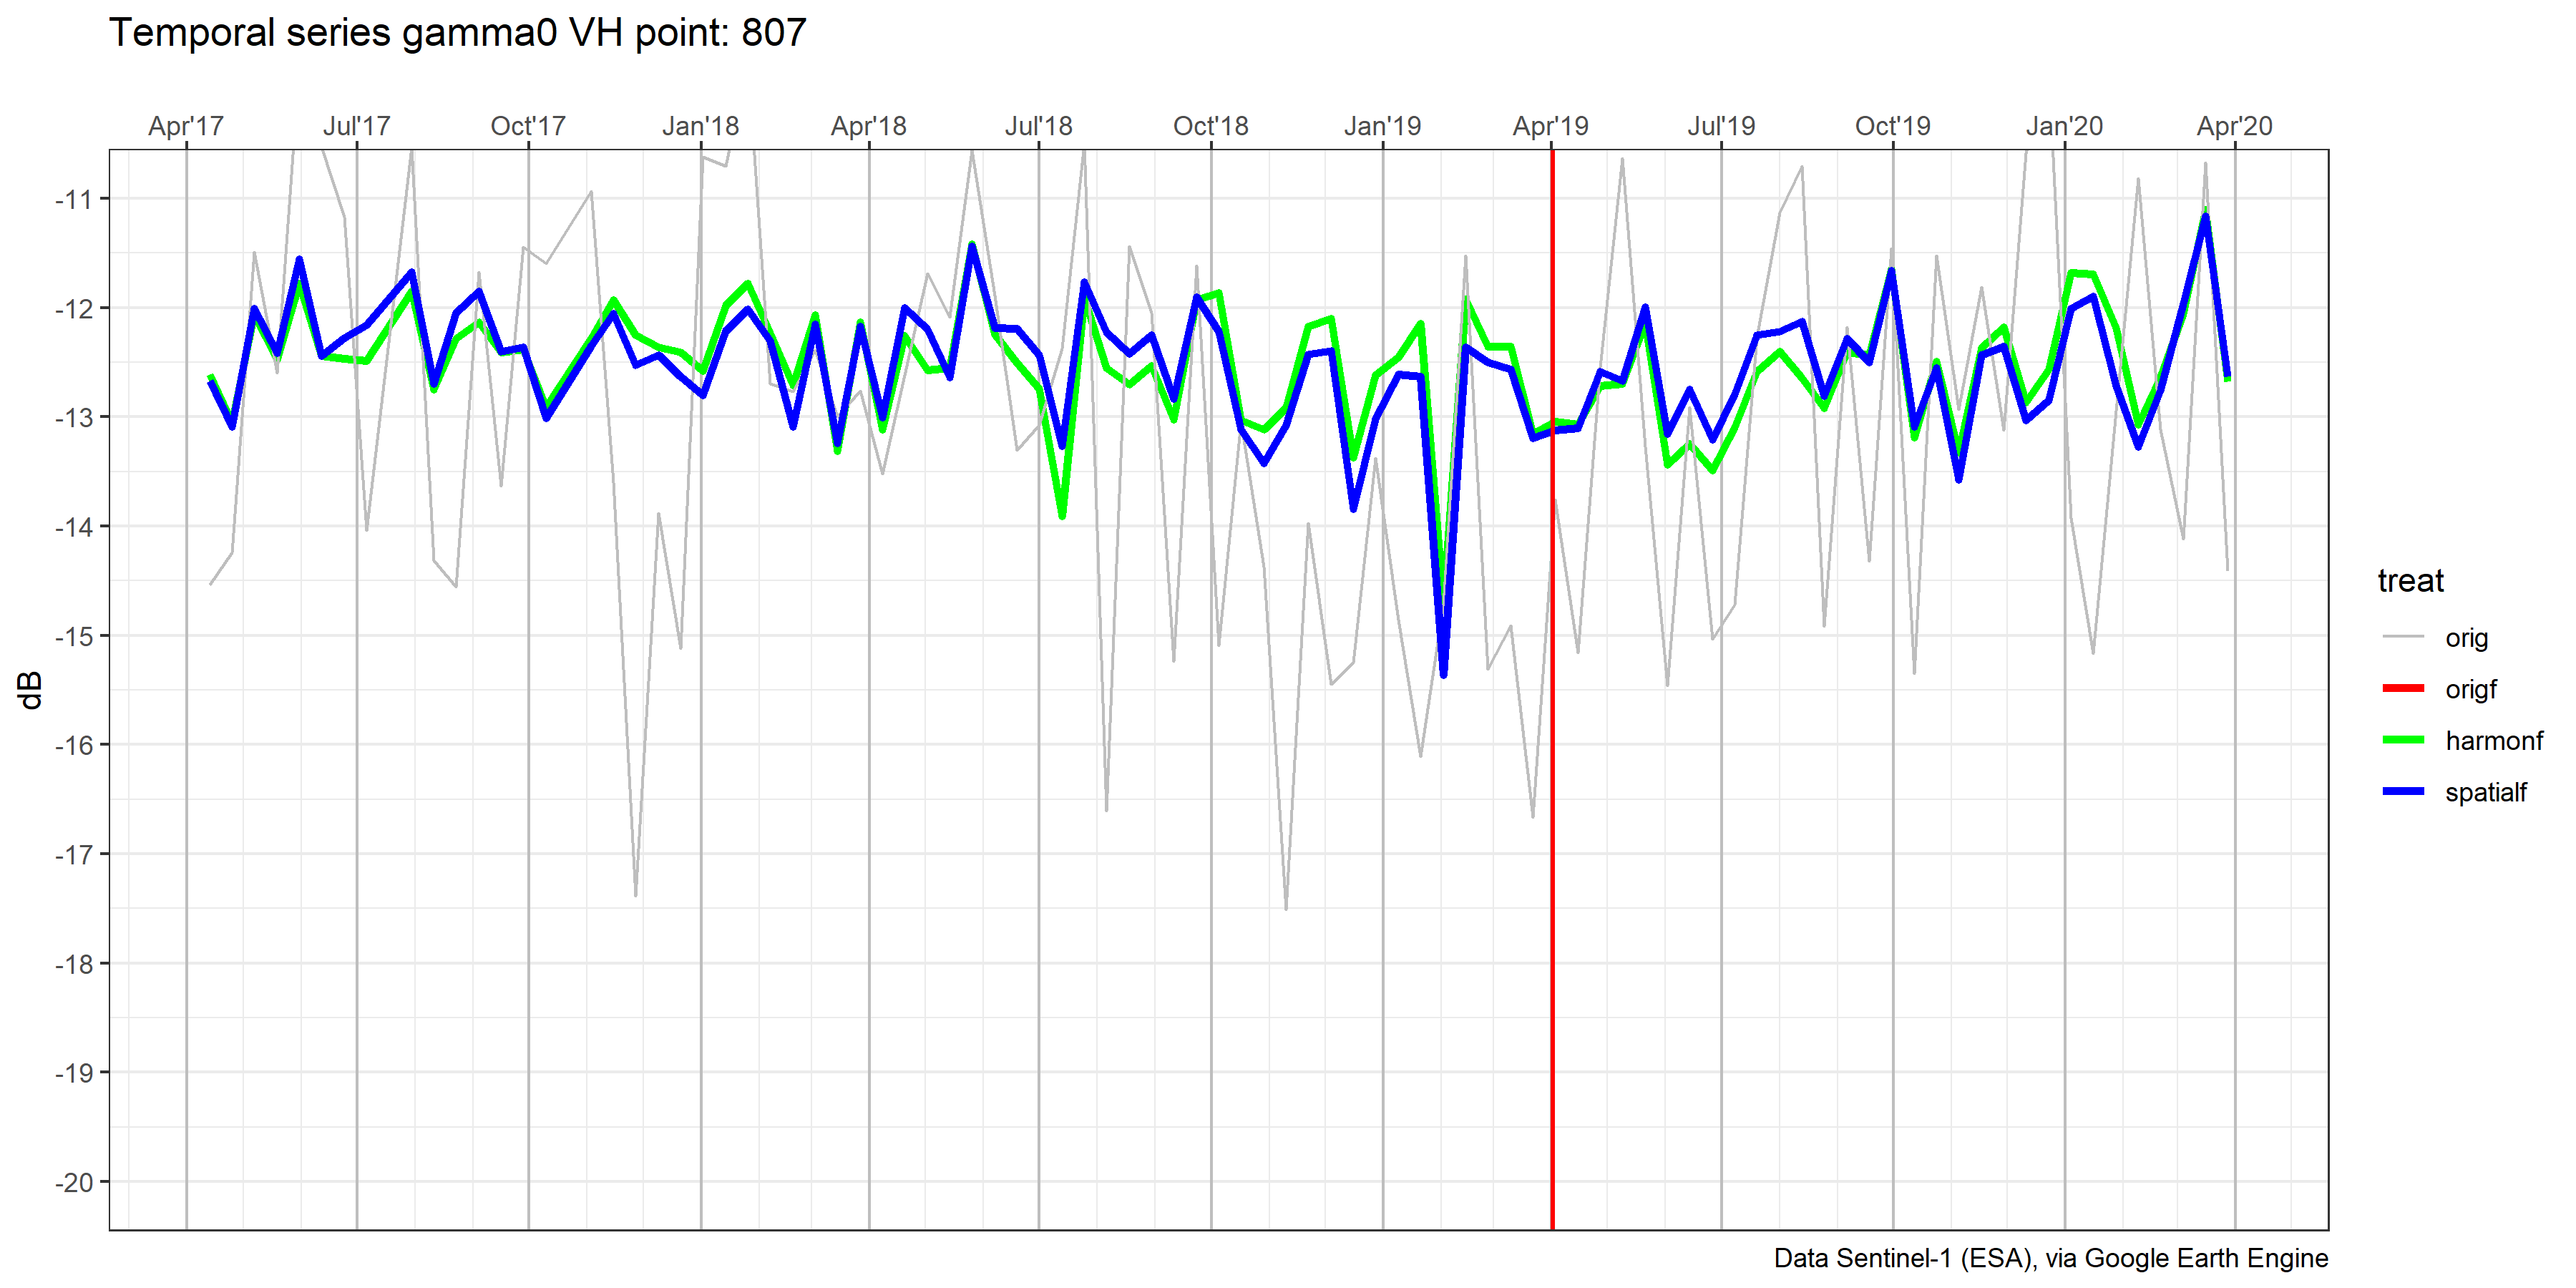 Temporal series gamma0 VH point: 807
Apr'17 Jul'17 Oct'17 Jan'18 Apr'18 Jul'18 Oct'18 Jan'19 Apr'19 Jul'19 Oct'19 Jan'20 Apr'20
-11
-12
-13
-14
-15
-16
-17
-18
-19
-20
dB
treat
orig
origf
harmonf
spatialf
Data Sentinel-1 (ESA), via Google Earth Engine